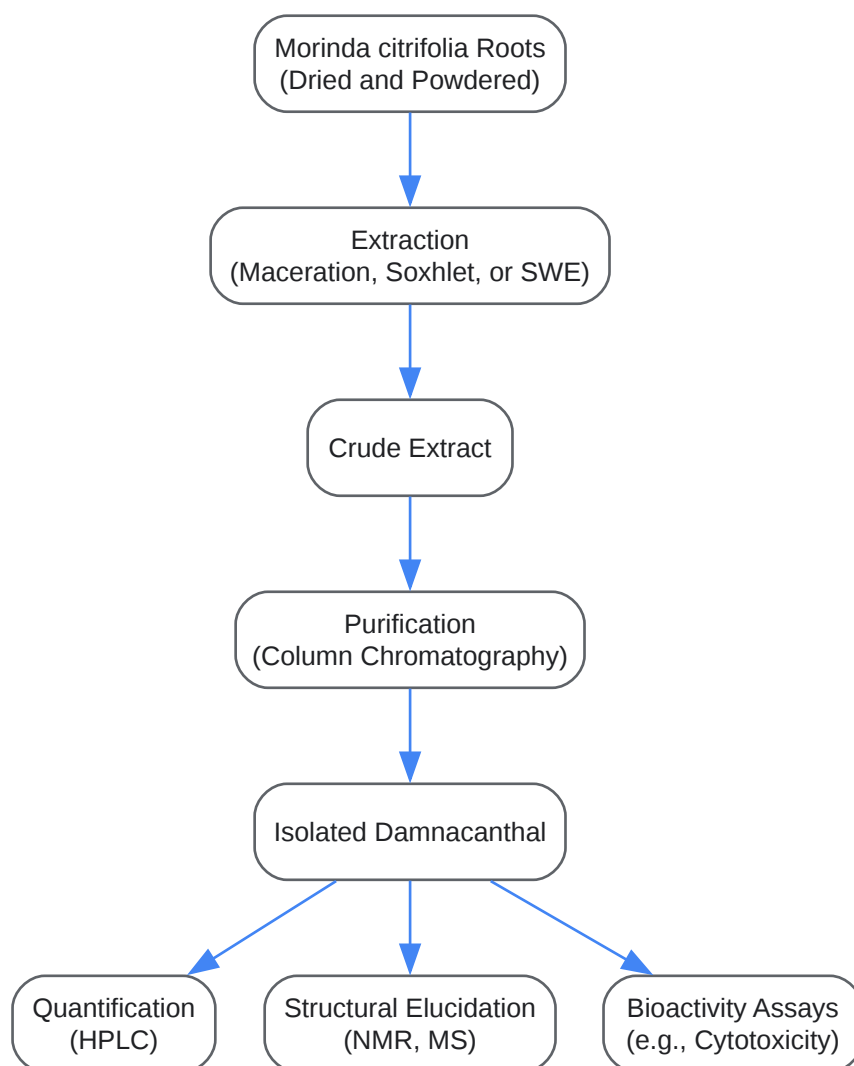 Morinda citrifolia Roots
(Dried and Powdered)
Extraction
(Maceration, Soxhlet, or SWE)
Crude Extract
Purification
(Column Chromatography)
Isolated Damnacanthal
Quantification
(HPLC)
Structural Elucidation
(NMR, MS)
Bioactivity Assays
(e.g., Cytotoxicity)